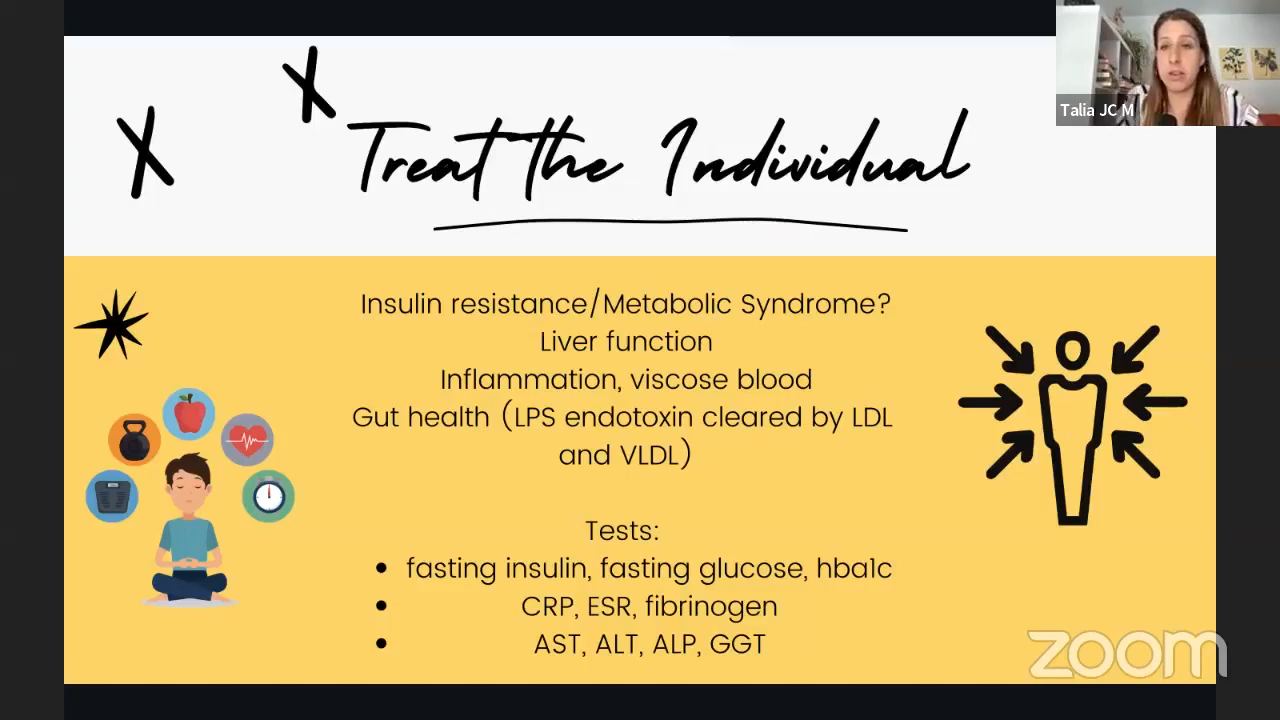 Talia JC M
Treat the Individual
Insulin resistance/Metabolic Syndrome?
Liver function
Inflammation, viscose blood
Gut health (LPS endotoxin cleared by LDL
and VLDL)
Tests:
• fasting insulin, fasting glucose, hba1c
• CRP, ESR, fibrinogen
• AST, ALT, ALP, GGT
zoom